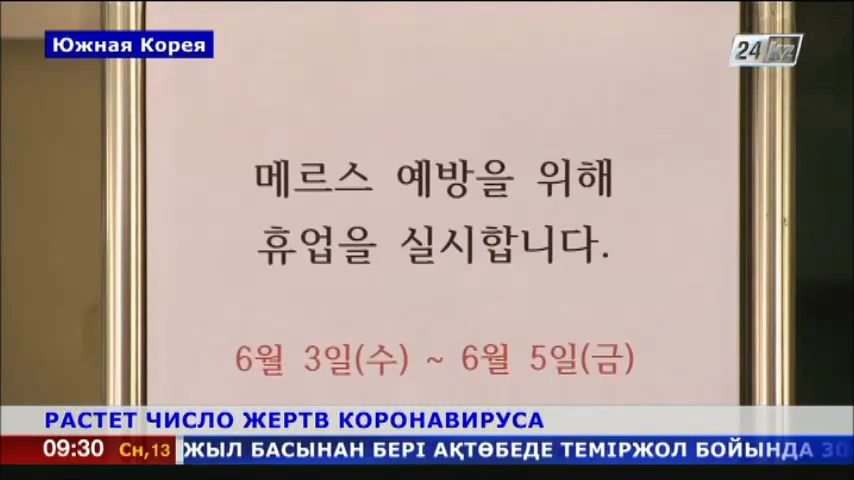 Южная Корея
24kz
메르스 예방을 위해
휴업을 실시합니다.
6월 3일(수) ~ 6월 5일(금)
РАСТЕТ ЧИСЛО ЖЕРТВ КОРОНАВИРУСА
09:30 Сн,13 ЖЫЛ БАСЫНАН БЕРІ АҚТӨБЕДЕ ТЕМІРЖОЛ БОЙЫНДА 30